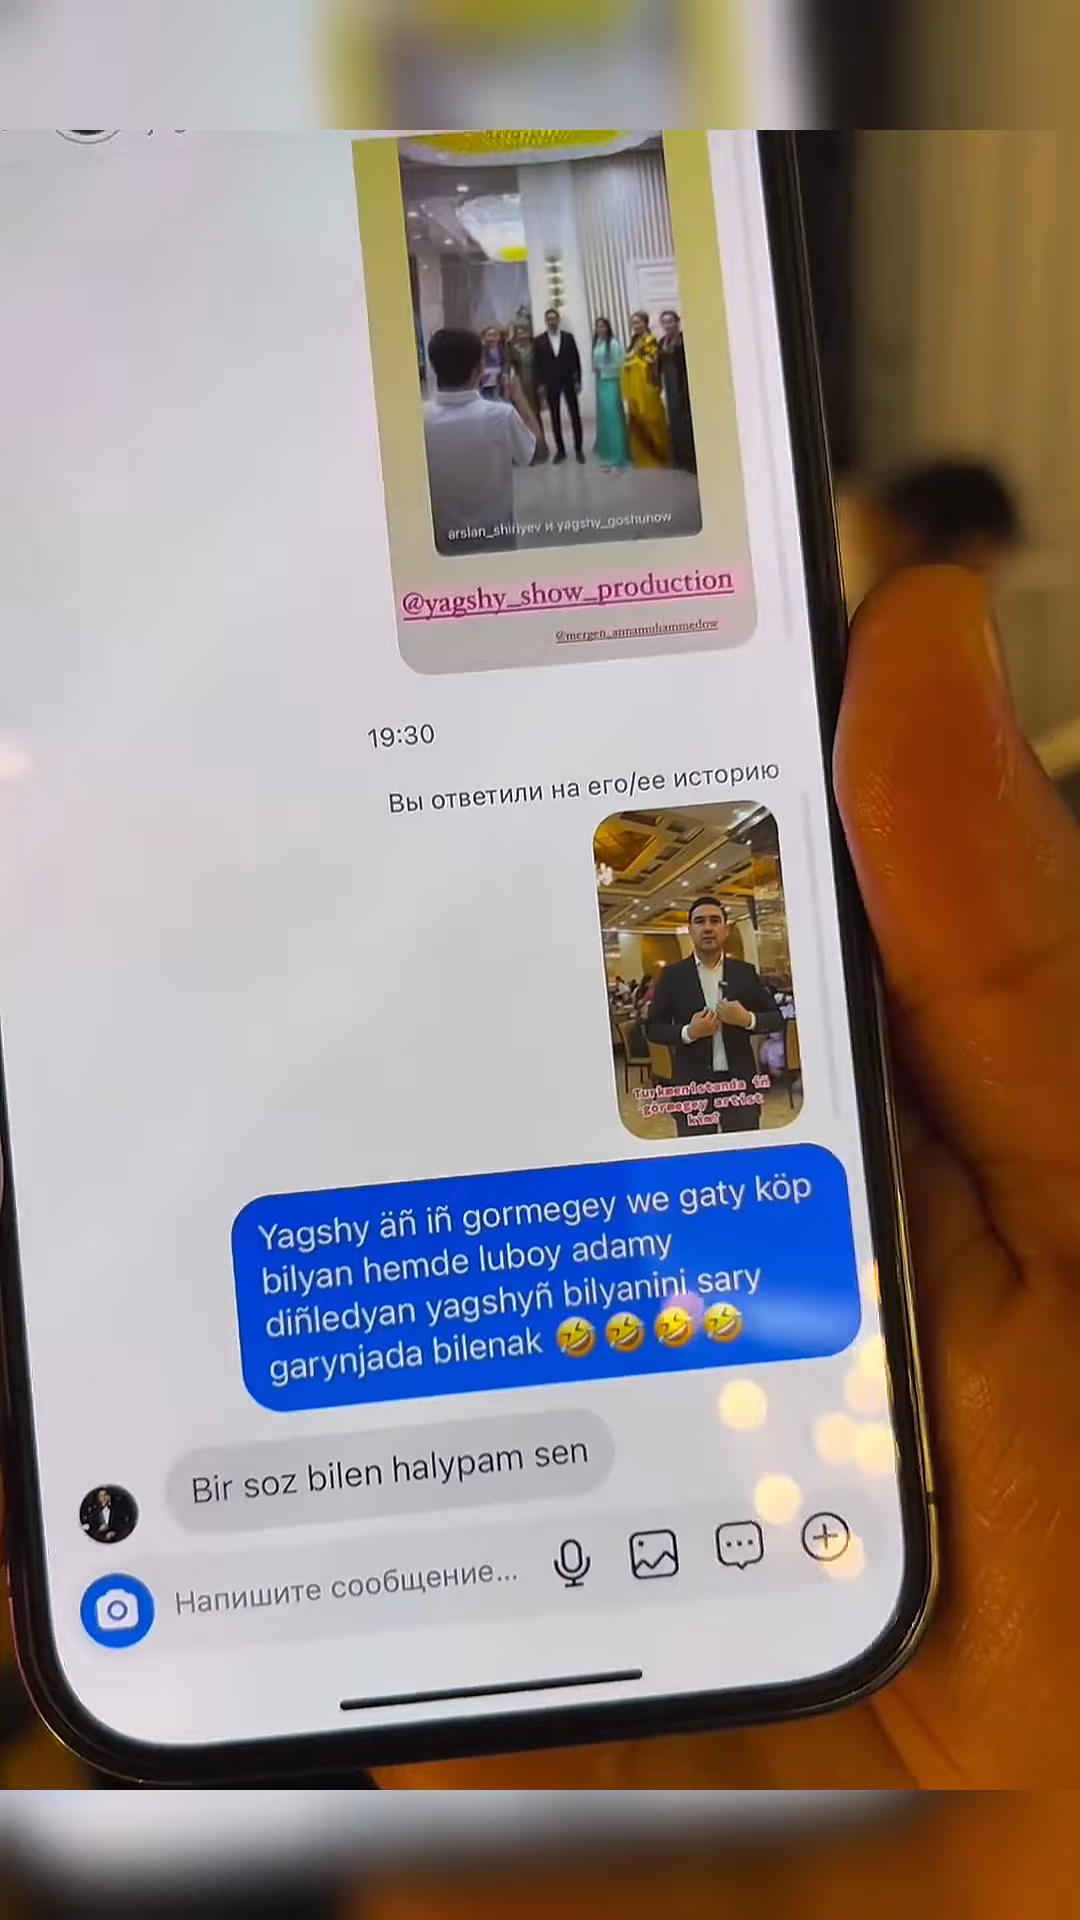 arslan_shiriyev и yagshy_goshunow
@yagshy_show_production
@mergen_annamuhammedow
19:30
Вы ответили на его/ее историю
Turkmenistanda iñ
görmegey artist
kim?
Yagshy äñ iñ gormegey we gaty köp
bilyan hemde luboy adamy
diñledyan yagshyñ bilyanini sary
garynjada bilenak 🤣🤣🤣🤣
Bir soz bilen halypam sen
Напишите сообщение...